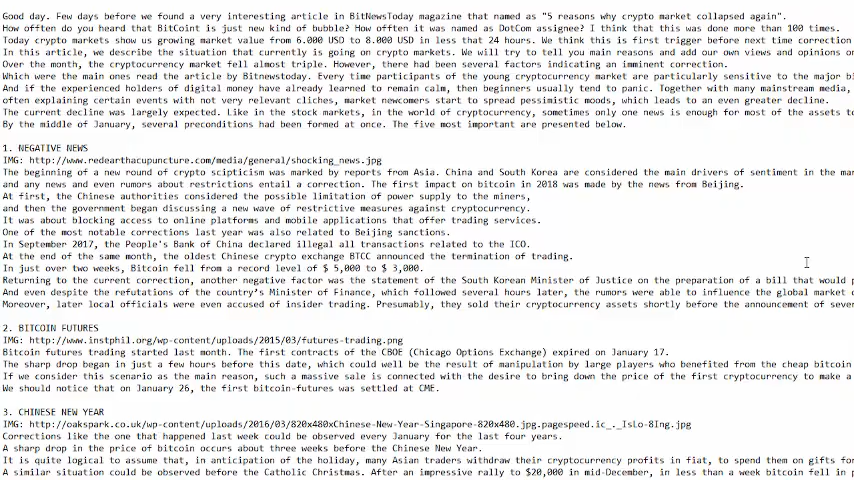 Good day. Few days before we found a very interesting article in BitNewsToday magazine that named as "5 reasons why crypto market collapsed again".
How offten do you heard that BitCoint is just new kind of bubble? How offten it was named as DotCom assignee? I think that this was done more than 100 times.
Today crypto markets show us growing market value from 6.000 USD to 8.000 USD in less that 24 hours. We think this is first trigger before next time correction
In this article, we describe the situation that currently is going on crypto markets. We will try to tell you main reasons and add our own views and opinions
Over the month, the cryptocurrency market fell almost triple. However, there had been several factors indicating an imminent correction.
Which were the main ones read the article by Bitnewstoday. Every time participants of the young cryptocurrency market are particularly sensitive to the major
And if the experienced holders of digital money have already learned to remain calm, then beginners usually tend to panic. Together with many mainstream media,
often explaining certain events with not very relevant cliches, market newcomers start to spread pessimistic moods, which leads to an even greater decline.
The current decline was largely expected. Like in the stock markets, in the world of cryptocurrency, sometimes only one news is enough for most of the assets
By the middle of January, several preconditions had been formed at once. The five most important are presented below.
1. NEGATIVE NEWS
IMG: http://www.redearthacupuncture.com/media/general/shocking_news.jpg
The beginning of a new round of crypto scipticism was marked by reports from Asia. China and South Korea are considered the main drivers of sentiment in the
and any news and even rumors about restrictions entail a correction. The first impact on bitcoin in 2018 was made by the news from Beijing.
At first, the Chinese authorities considered the possible limitation of power supply to the miners,
and then the government began discussing a new wave of restrictive measures against cryptocurrency.
It was about blocking access to online platforms and mobile applications that offer trading services.
One of the most notable corrections last year was also related to Beijing sanctions.
In September 2017, the People's Bank of China declared illegal all transactions related to the ICO.
At the end of the same month, the oldest Chinese crypto exchange BTCC announced the termination of trading.
In just over two weeks, Bitcoin fell from a record level of $ 5,000 to $ 3,000.
Returning to the current correction, another negative factor was the statement of the South Korean Minister of Justice on the preparation of a bill that would
And even despite the refutations of the country's Minister of Finance, which followed several hours later, the rumors were able to influence the global market
Moreover, later local officials were even accused of insider trading. Presumably, they sold their cryptocurrency assets shortly before the announcement of
2. BITCOIN FUTURES
IMG: http://www.instphil.org/wp-content/uploads/2015/03/futures-trading.png
Bitcoin futures trading started last month. The first contracts of the CBOE (Chicago Options Exchange) expired on January 17.
The sharp drop began in just a few hours before this date, which could well be the result of manipulation by large players who benefited from the cheap bitcoin
If we consider this scenario as the main reason, such a massive sale is connected with the desire to bring down the price of the first cryptocurrency to make a
We should notice that on January 26, the first bitcoin-futures was settled at CME.
3. CHINESE NEW YEAR
IMG: http://oakspark.co.uk/wp-content/uploads/2016/03/820x480xChinese-New-Year-Singapore-820x480.jpg.pagespeed.ic_._IsLo-8Ing.jpg
Corrections like the one that happened last week could be observed every January for the last four years.
A sharp drop in the price of bitcoin occurs about three weeks before the Chinese New Year.
It is quite logical to assume that, in anticipation of the holiday, many Asian traders withdraw their cryptocurrency profits in fiat, to spend them on gifts
A similar situation could be observed before the Catholic Christmas. After an impressive rally to $20,000 in mid-December, in less than a week bitcoin fell in